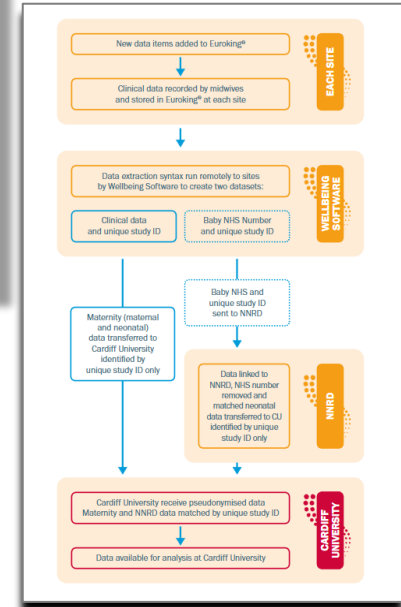 New data items added to Euroking®
Clinical data recorded by midwives
and stored in Euroking® at each site
EACH SITE
Data extraction syntax run remotely to sites
by Wellbeing Software to create two datasets:
Clinical data
and unique study ID
Baby NHS Number
and unique study ID
WELLBEING
SOFTWARE
Baby NHS and
unique study ID
sent to NNRD
Maternity (maternal
and neonatal)
data transferred to
Cardiff University
identified by
unique study ID only
Data linked to
NNRD, NHS number
removed and
matched neonatal
data transferred to CU
identified by unique
study ID only
NNRD
Cardiff University receive pseudonymised data
Maternity and NNRD data matched by unique study ID
Data available for analysis at Cardiff University
CARDIFF
UNIVERSITY